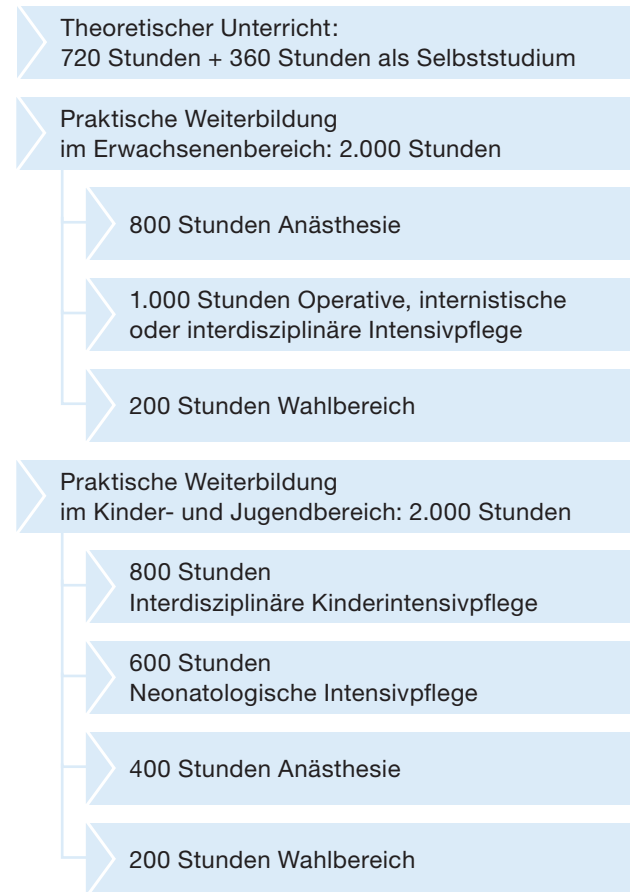 Theoretischer Unterricht:
720 Stunden + 360 Stunden als Selbststudium
Praktische Weiterbildung
im Erwachsenenbereich: 2.000 Stunden
800 Stunden Anästhesie
1.000 Stunden Operative, internistische
oder interdisziplinäre Intensivpflege
200 Stunden Wahlbereich
Praktische Weiterbildung
im Kinder- und Jugendbereich: 2.000 Stunden
800 Stunden
Interdisziplinäre Kinderintensivpflege
600 Stunden
Neonatologische Intensivpflege
400 Stunden Anästhesie
200 Stunden Wahlbereich